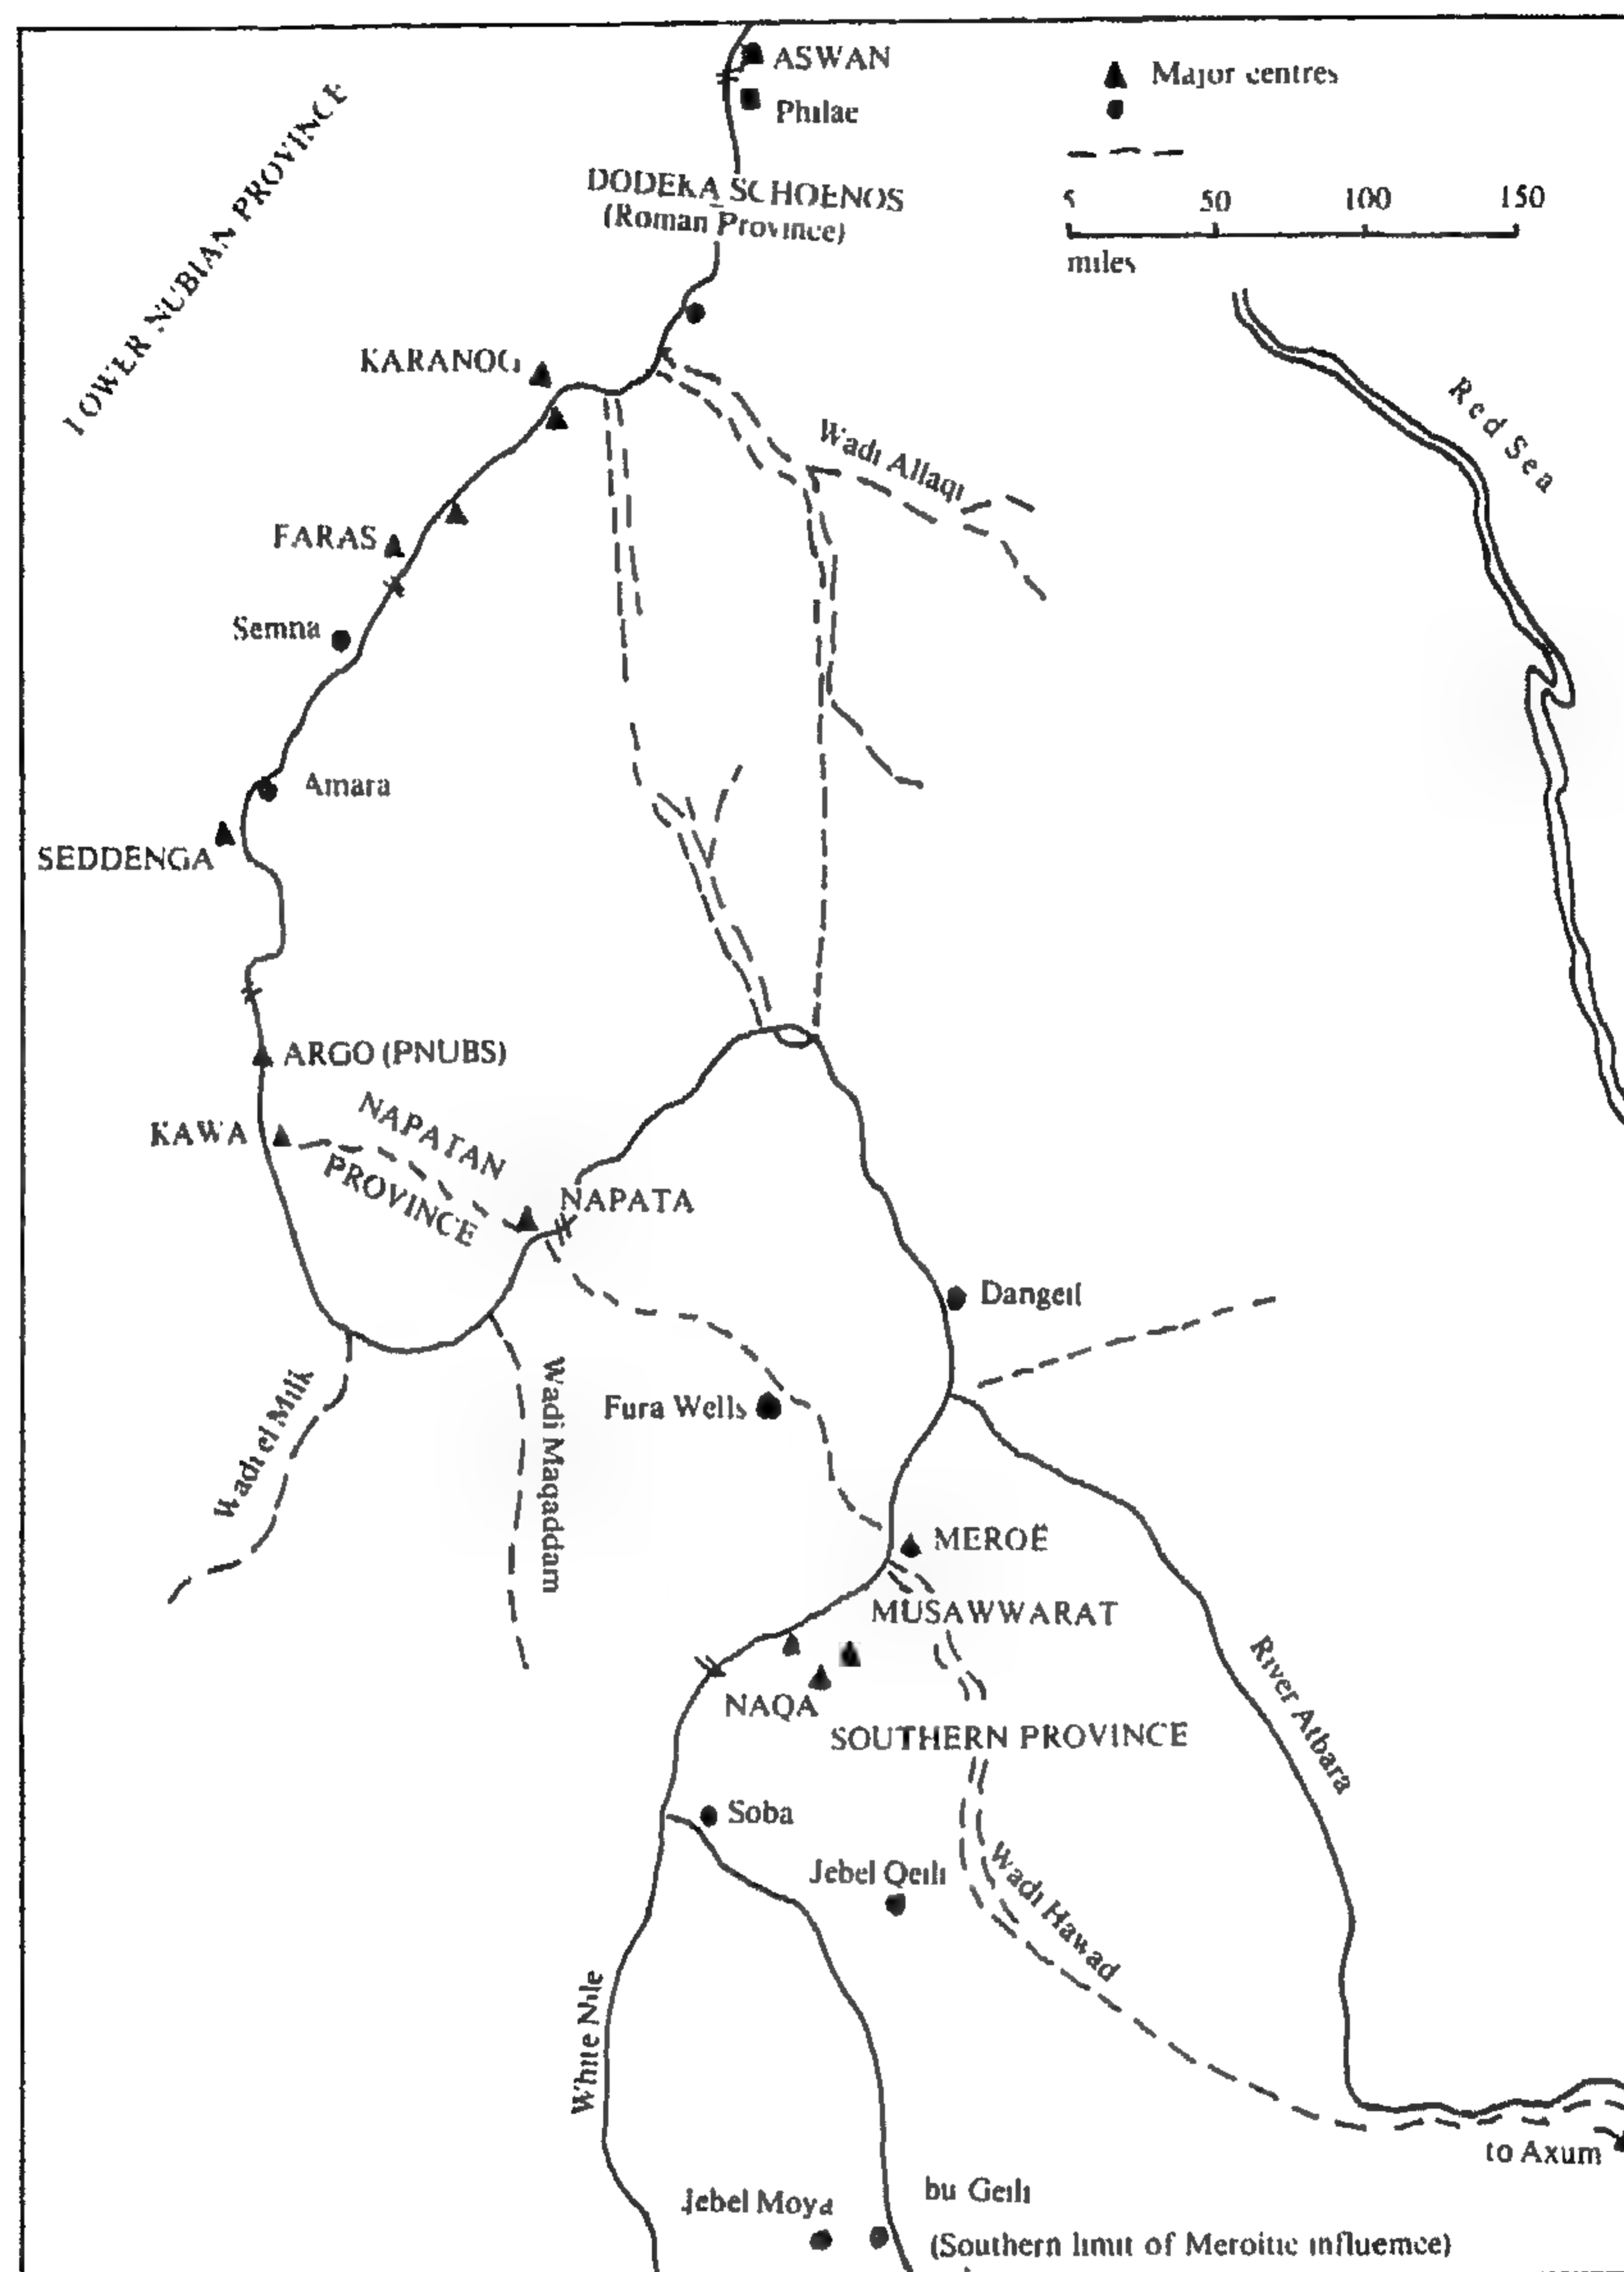 ASWAN
Philae
Major centres
DODEKA SCHOENOS
(Roman Province)
5 50 100 150
miles
LOWER NUBIAN PROVINCE
KARANOG
Wadi Allaqi
Red Sea
FARAS
Semna
Amara
SEDDENGA
ARGO (PNUBS)
KAWA
NAPATAN
PROVINCE
NAPATA
Dangeil
Fura Wells
Wadi el Milk
Wadi Maqaddam
MEROË
MUSAWWARAT
NAQA
SOUTHERN PROVINCE
River Atbara
Soba
Jebel Qeili
Wadi Hawad
White Nile
to Axum
Jebel Moya
bu Geili
(Southern limit of Meroitic influemce)